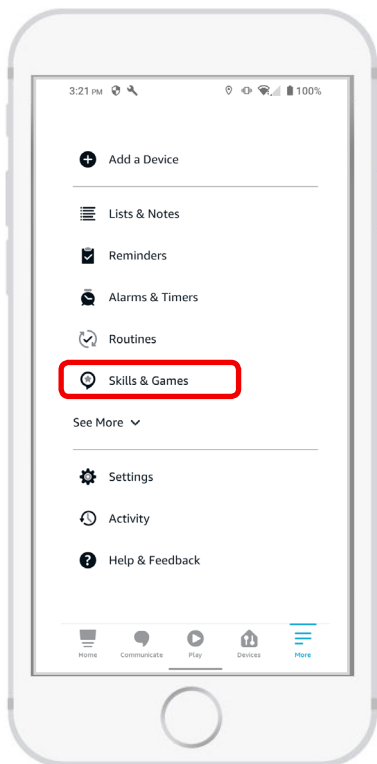 3:21 PM 100%
Add a Device
Lists & Notes
Reminders
Alarms & Timers
Routines
Skills & Games
See More
Settings
Activity
Help & Feedback
Home Communicate Play Devices More